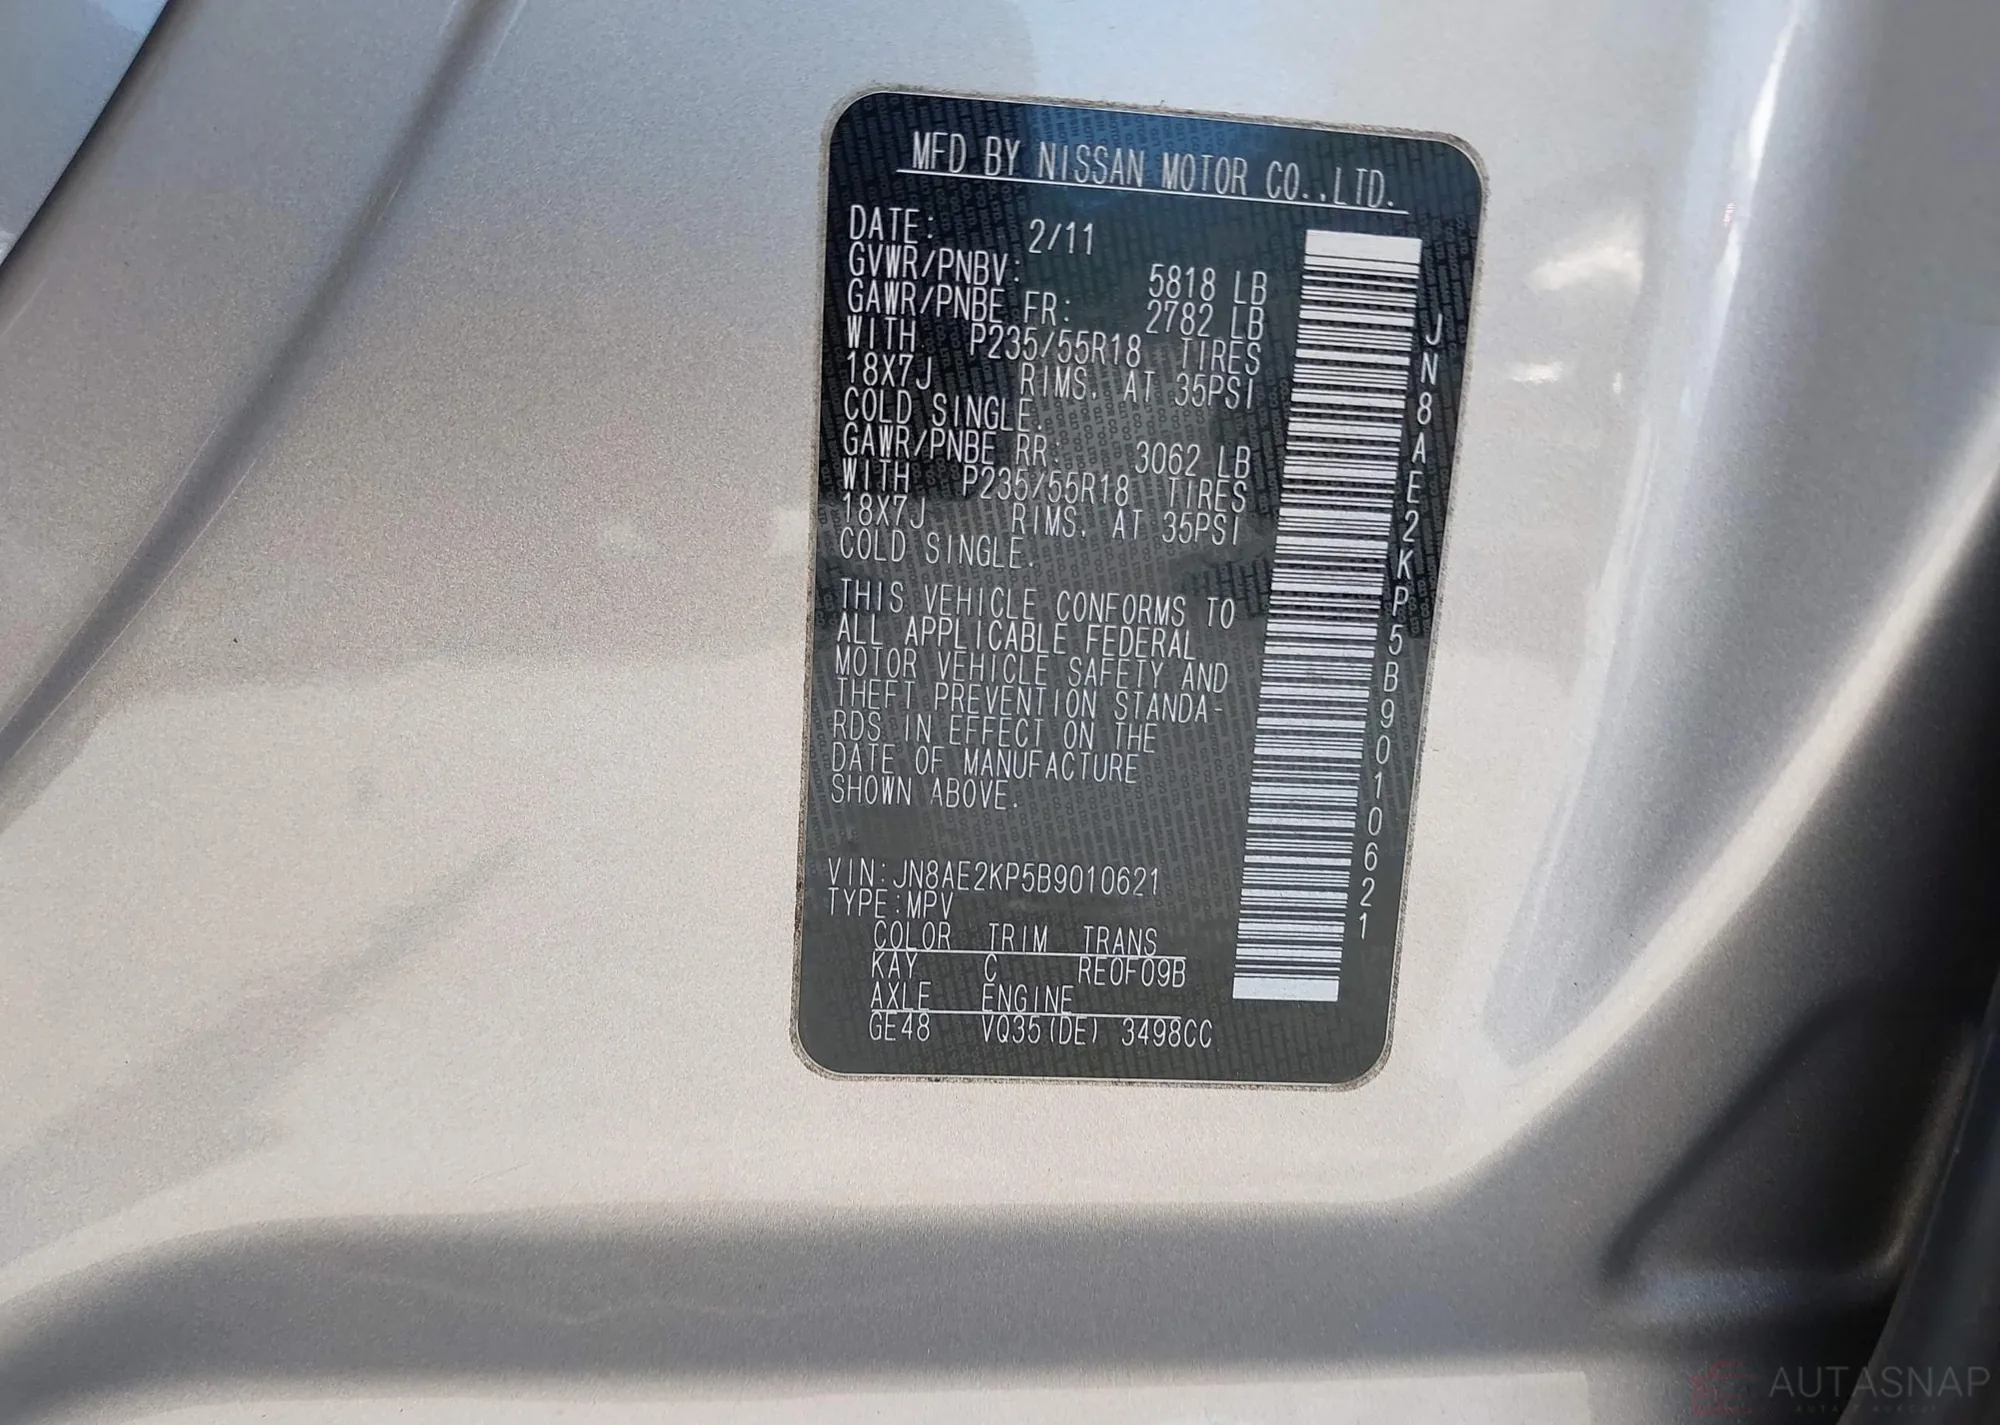 MFD BY NISSAN MOTOR CO.,LTD.
DATE: 2/11
GVWR/PNBV: 5818 LB
GAWR/PNBE FR: 2782 LB
WITH P235/55R18 TIRES
18X7J RIMS, AT 35PSI
COLD SINGLE.
GAWR/PNBE RR: 3062 LB
WITH P235/55R18 TIRES
18X7J RIMS, AT 35PSI
COLD SINGLE.
THIS VEHICLE CONFORMS TO
ALL APPLICABLE FEDERAL
MOTOR VEHICLE SAFETY AND
THEFT PREVENTION STANDA-
RDS IN EFFECT ON THE
DATE OF MANUFACTURE
SHOWN ABOVE.
VIN:JN8AE2KP5B9010621
TYPE:MPV
COLOR TRIM TRANS
KAY C RE0F09B
AXLE ENGINE
GE48 VQ35(DE) 3498CC
JN8AE2KP5B9010621
AUTASNAP